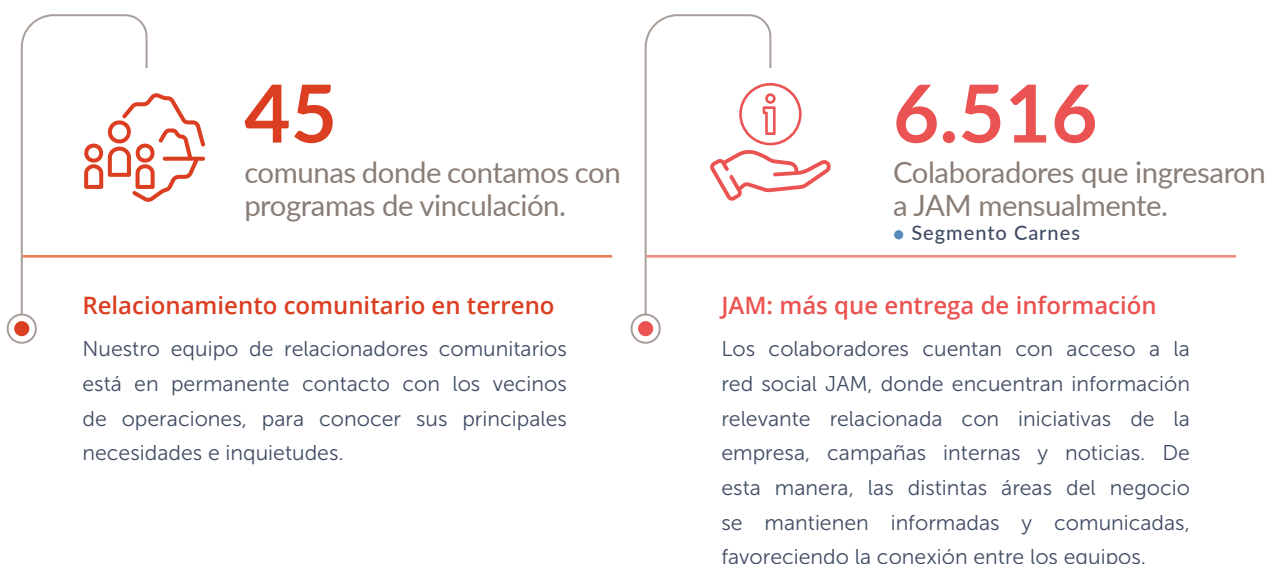 45
comunas donde contamos con
programas de vinculación.
Relacionamiento comunitario en terreno
Nuestro equipo de relacionadores comunitarios
está en permanente contacto con los vecinos
de operaciones, para conocer sus principales
necesidades e inquietudes.
6.516
Colaboradores que ingresaron
a JAM mensualmente.
• Segmento Carnes
JAM: más que entrega de información
Los colaboradores cuentan con acceso a la
red social JAM, donde encuentran información
relevante relacionada con iniciativas de la
empresa, campañas internas y noticias. De
esta manera, las distintas áreas del negocio
se mantienen informadas y comunicadas,
favoreciendo la conexión entre los equipos.